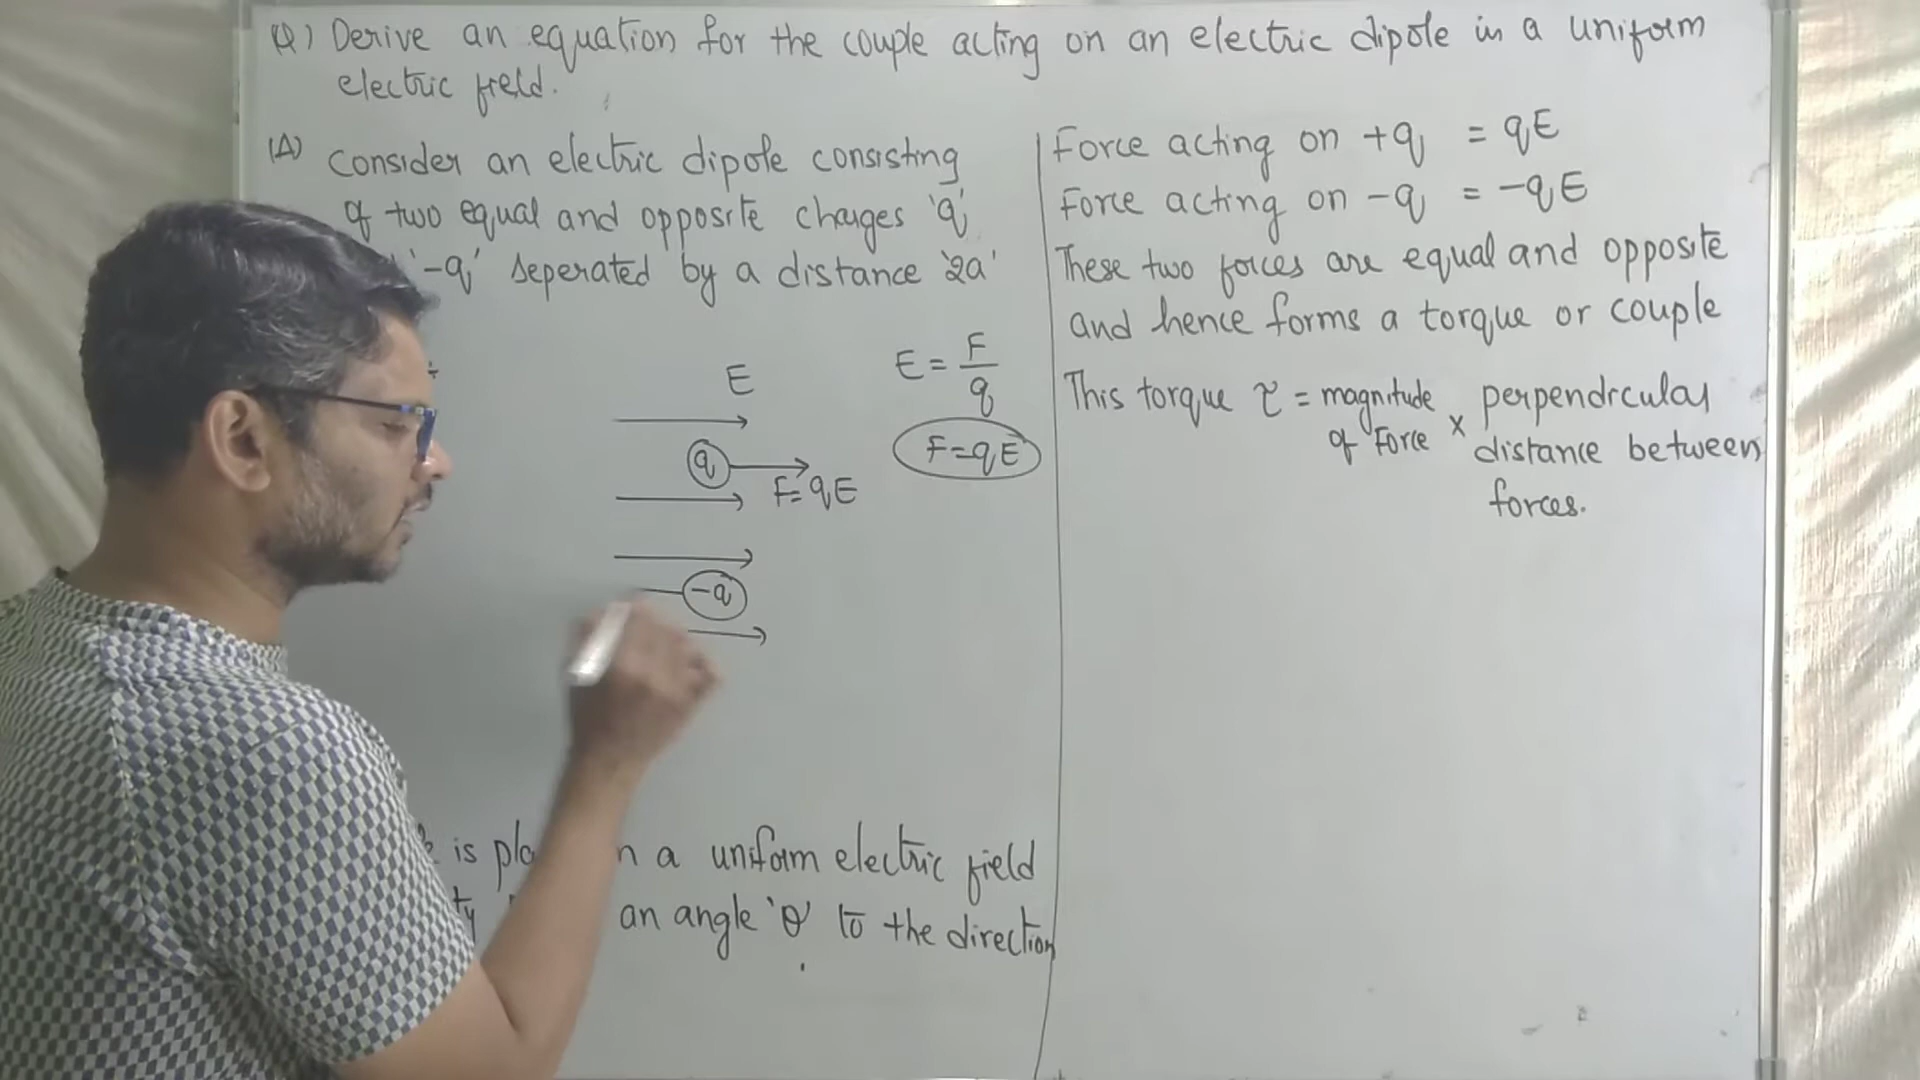 Q) Derive an equation for the couple acting on an electric dipole in a uniform
electric field.
(A) Consider an electric dipole consisting
of two equal and opposite charges 'q'
'-q' seperated by a distance '2a'
E
E = F/q
q
F=qE
F=qE
-q
is n a uniform electric field
an angle 'θ' to the direction
Force acting on +q = qE
Force acting on -q = -qE
These two forces are equal and opposite
and hence forms a torque or couple
This torque τ = magnitude of Force × perpendicular
distance between
forces.